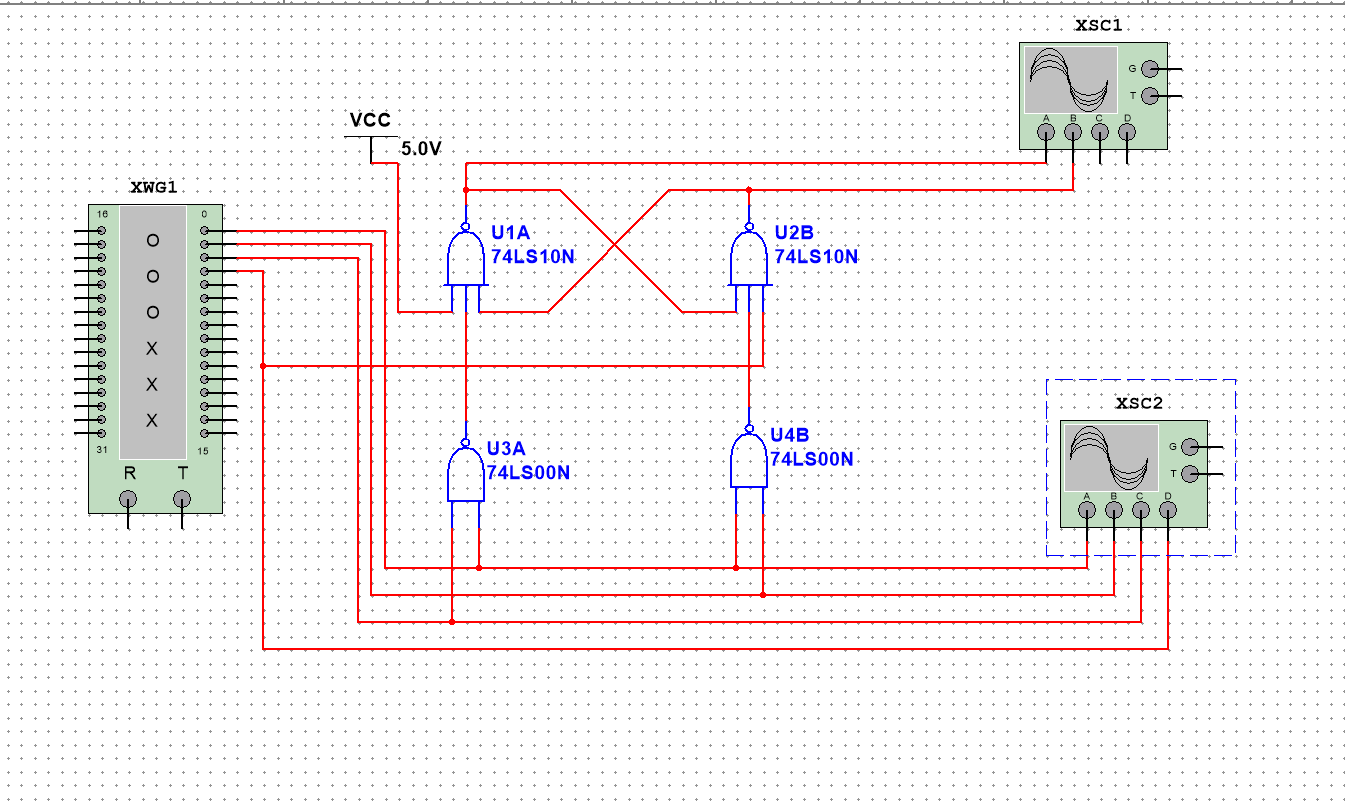 XSC1
G
T
A B C D
VCC
5.0V
XWG1
16 0
O
O
O
X
X
X
31 15
R T
U1A
74LS10N
U2B
74LS10N
U3A
74LS00N
U4B
74LS00N
XSC2
G
T
A B C D